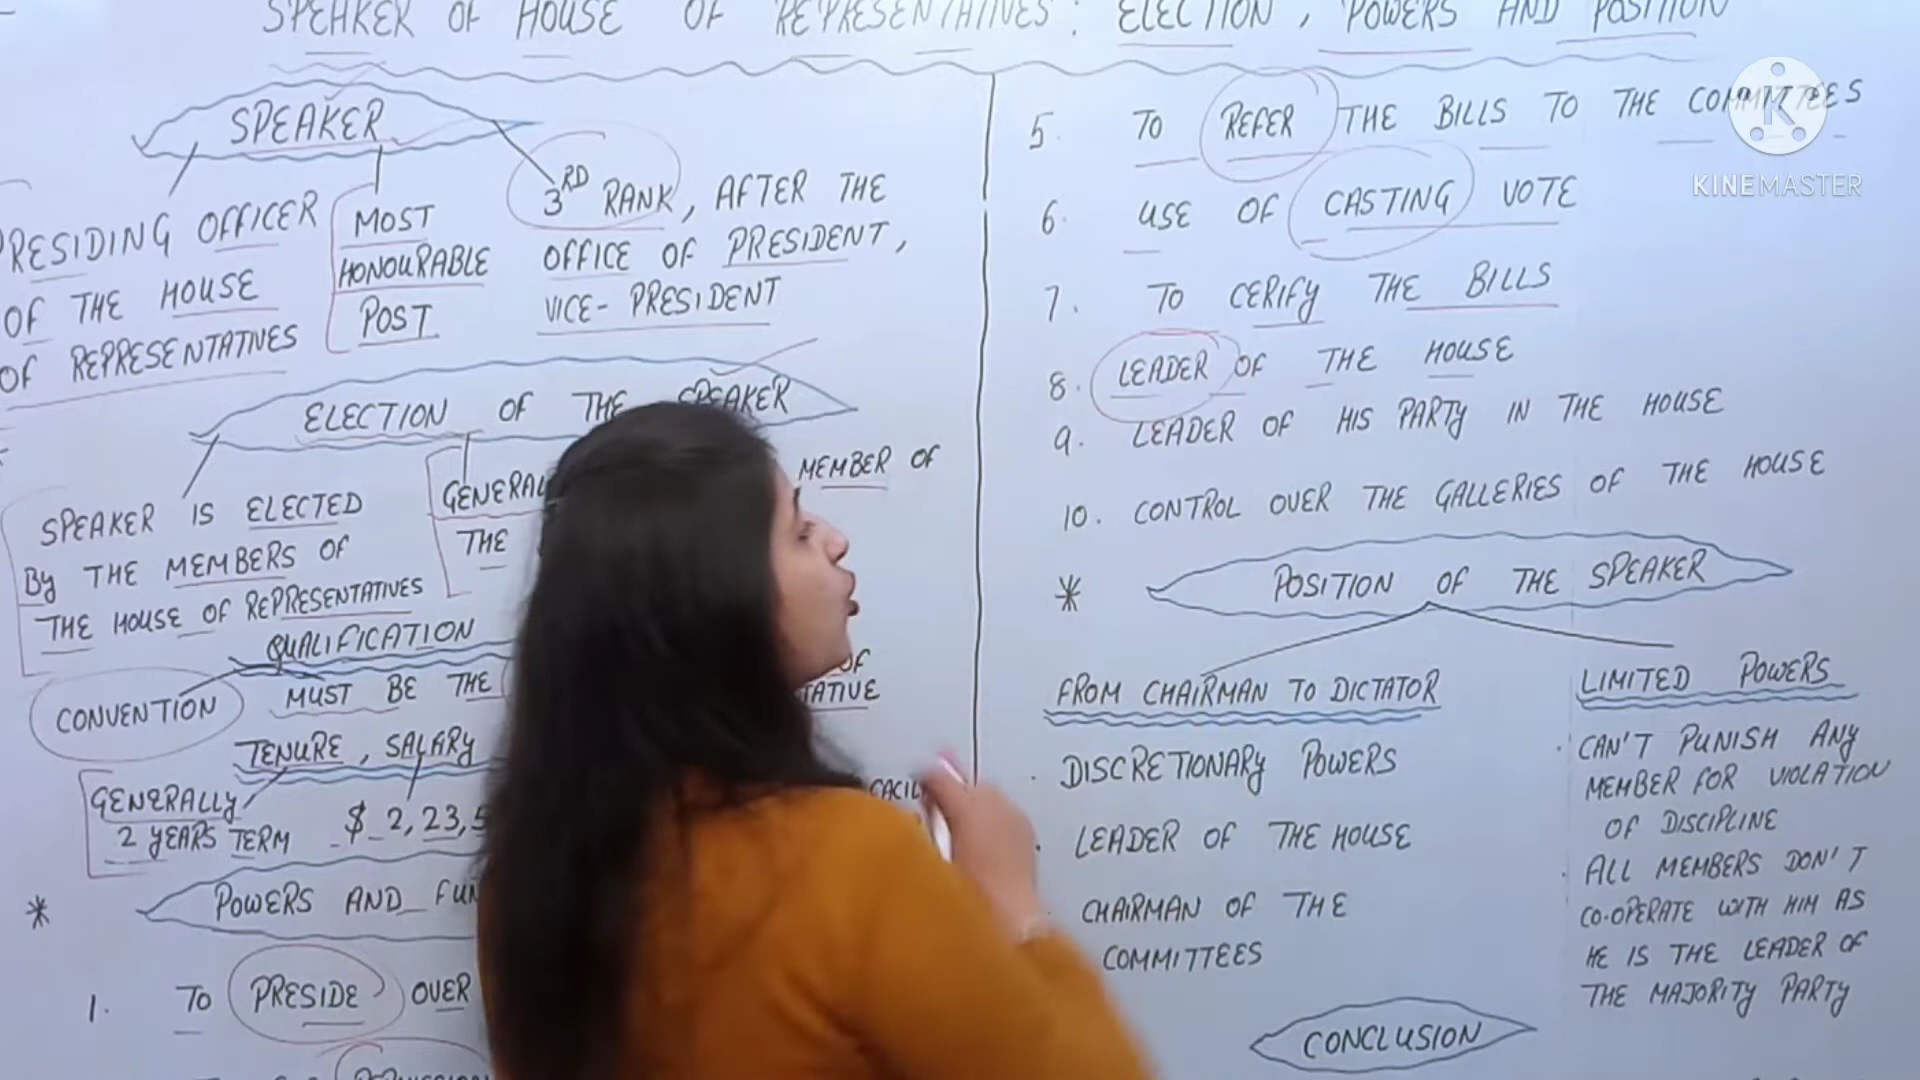 SPEAKER OF HOUSE OF REPRESENTATIVES: ELECTION, POWERS AND POSITION
SPEAKER
PRESIDING OFFICER
OF THE HOUSE
OF REPRESENTATIVES
MOST
HONOURABLE
POST
3RD RANK, AFTER THE
OFFICE OF PRESIDENT,
VICE-PRESIDENT
ELECTION OF THE SPEAKER
SPEAKER IS ELECTED
BY THE MEMBERS OF
THE HOUSE OF REPRESENTATIVES
MEMBER OF
THE
QUALIFICATION
CONVENTION
MUST BE THE
OF
TENURE, SALARY
GENERALLY
2 YEARS TERM
$ 2,23,5
POWERS AND
1. TO PRESIDE OVER
5. TO REFER THE BILLS TO THE COMMITTEES
6. USE OF CASTING VOTE
7. TO CERIFY THE BILLS
8. LEADER OF THE HOUSE
9. LEADER OF HIS PARTY IN THE HOUSE
10. CONTROL OVER THE GALLERIES OF THE HOUSE
* POSITION OF THE SPEAKER
FROM CHAIRMAN TO DICTATOR
· DISCRETIONARY POWERS
· LEADER OF THE HOUSE
· CHAIRMAN OF THE
COMMITTEES
LIMITED POWERS
· CAN'T PUNISH ANY
MEMBER FOR VIOLATION
OF DISCIPLINE
· ALL MEMBERS DON'T
CO-OPERATE WITH HIM AS
HE IS THE LEADER OF
THE MAJORITY PARTY
CONCLUSION
K
KINEMASTER